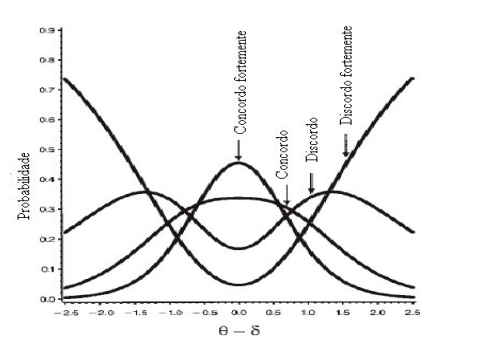 Probabilidade
0.9
0.8
0.7
0.6
0.5
0.4
0.3
0.2
0.1
0.0
Concordo fortemente
Concordo
Discordo
Discordo fortemente
−2.5 −2.0 −1.5 −1.0 −0.5 0.0 0.5 1.0 1.5 2.0 2.5
θ − δ